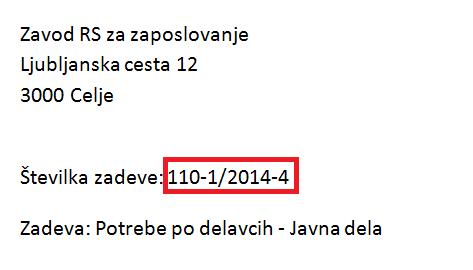 Zavod RS za zaposlovanje
Ljubljanska cesta 12
3000 Celje
Številka zadeve: 110-1/2014-4
Zadeva: Potrebe po delavcih - Javna dela